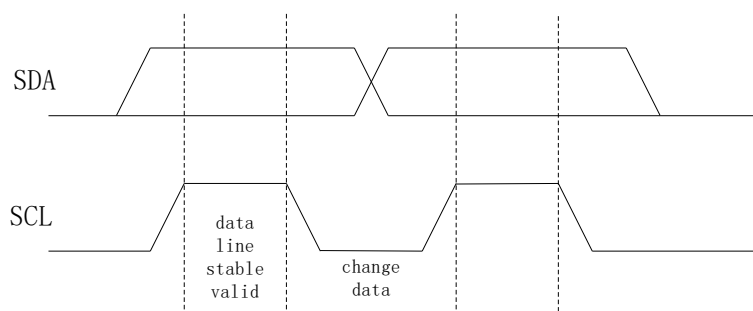 SDA
SCL
data
line
stable
valid
change
data